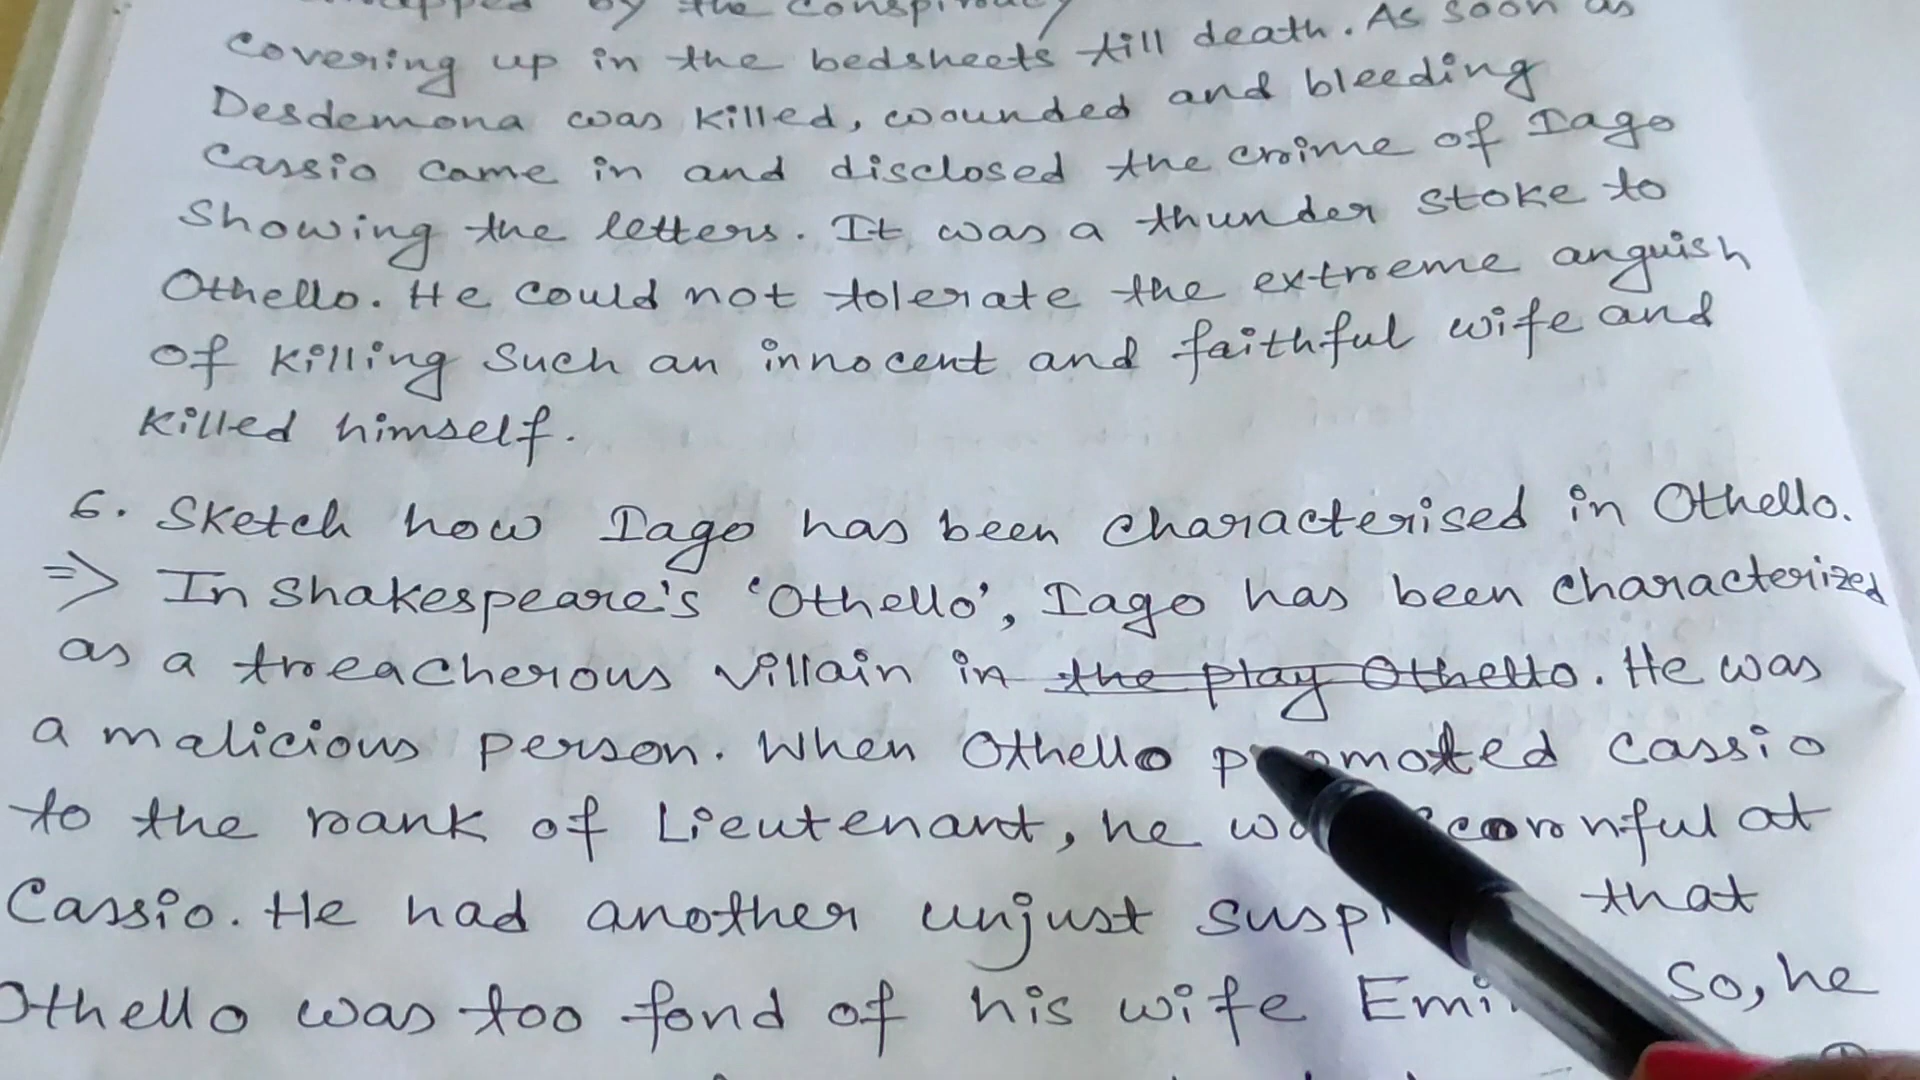 by the conspiracy
covering up in the bedsheets till death. As soon as
Desdemona was killed, wounded and bleeding
Cassio came in and disclosed the crime of Iago
showing the letters. It was a thunder stoke to
Othello. He could not tolerate the extreme anguish
of killing such an innocent and faithful wife and
killed himself.
6. Sketch how Iago has been characterised in Othello.
=> In Shakespeare's 'Othello', Iago has been characterized
as a treacherous villain in the play Othello. He was
a malicious person. When Othello promoted Cassio
to the rank of Lieutenant, he scornful at
Cassio. He had another unjust that
Othello was too fond of his wife So, he